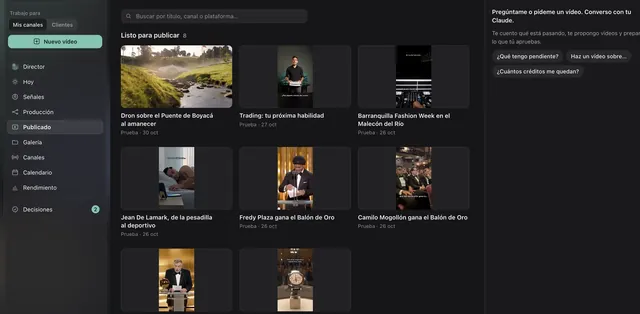 Trabajo para
Mis canales
Clientes
Nuevo video
Director
Hoy
Señales
Producción
Publicado
Galería
Canales
Calendario
Rendimiento
Decisiones
2
Buscar por título, canal o plataforma...
Listo para publicar 8
Dron sobre el Puente de Boyacá
al amanecer
Prueba · 30 oct
Trading: tu próxima habilidad
Prueba · 27 oct
Barranquilla Fashion Week en el
Malecón del Río
Prueba · 26 oct
Jean De Lamark, de la pesadilla
al deportivo
Prueba · 26 oct
Fredy Plaza gana el Balón de Oro
Prueba · 26 oct
Camilo Mogollón gana el Balón de Oro
Prueba · 26 oct
Pregúntame o pídeme un video. Converso con tu
Claude.
Te cuento qué está pasando, te propongo videos y prepar
lo que tú apruebes.
¿Qué tengo pendiente?
Haz un video sobre...
¿Cuántos créditos me quedan?